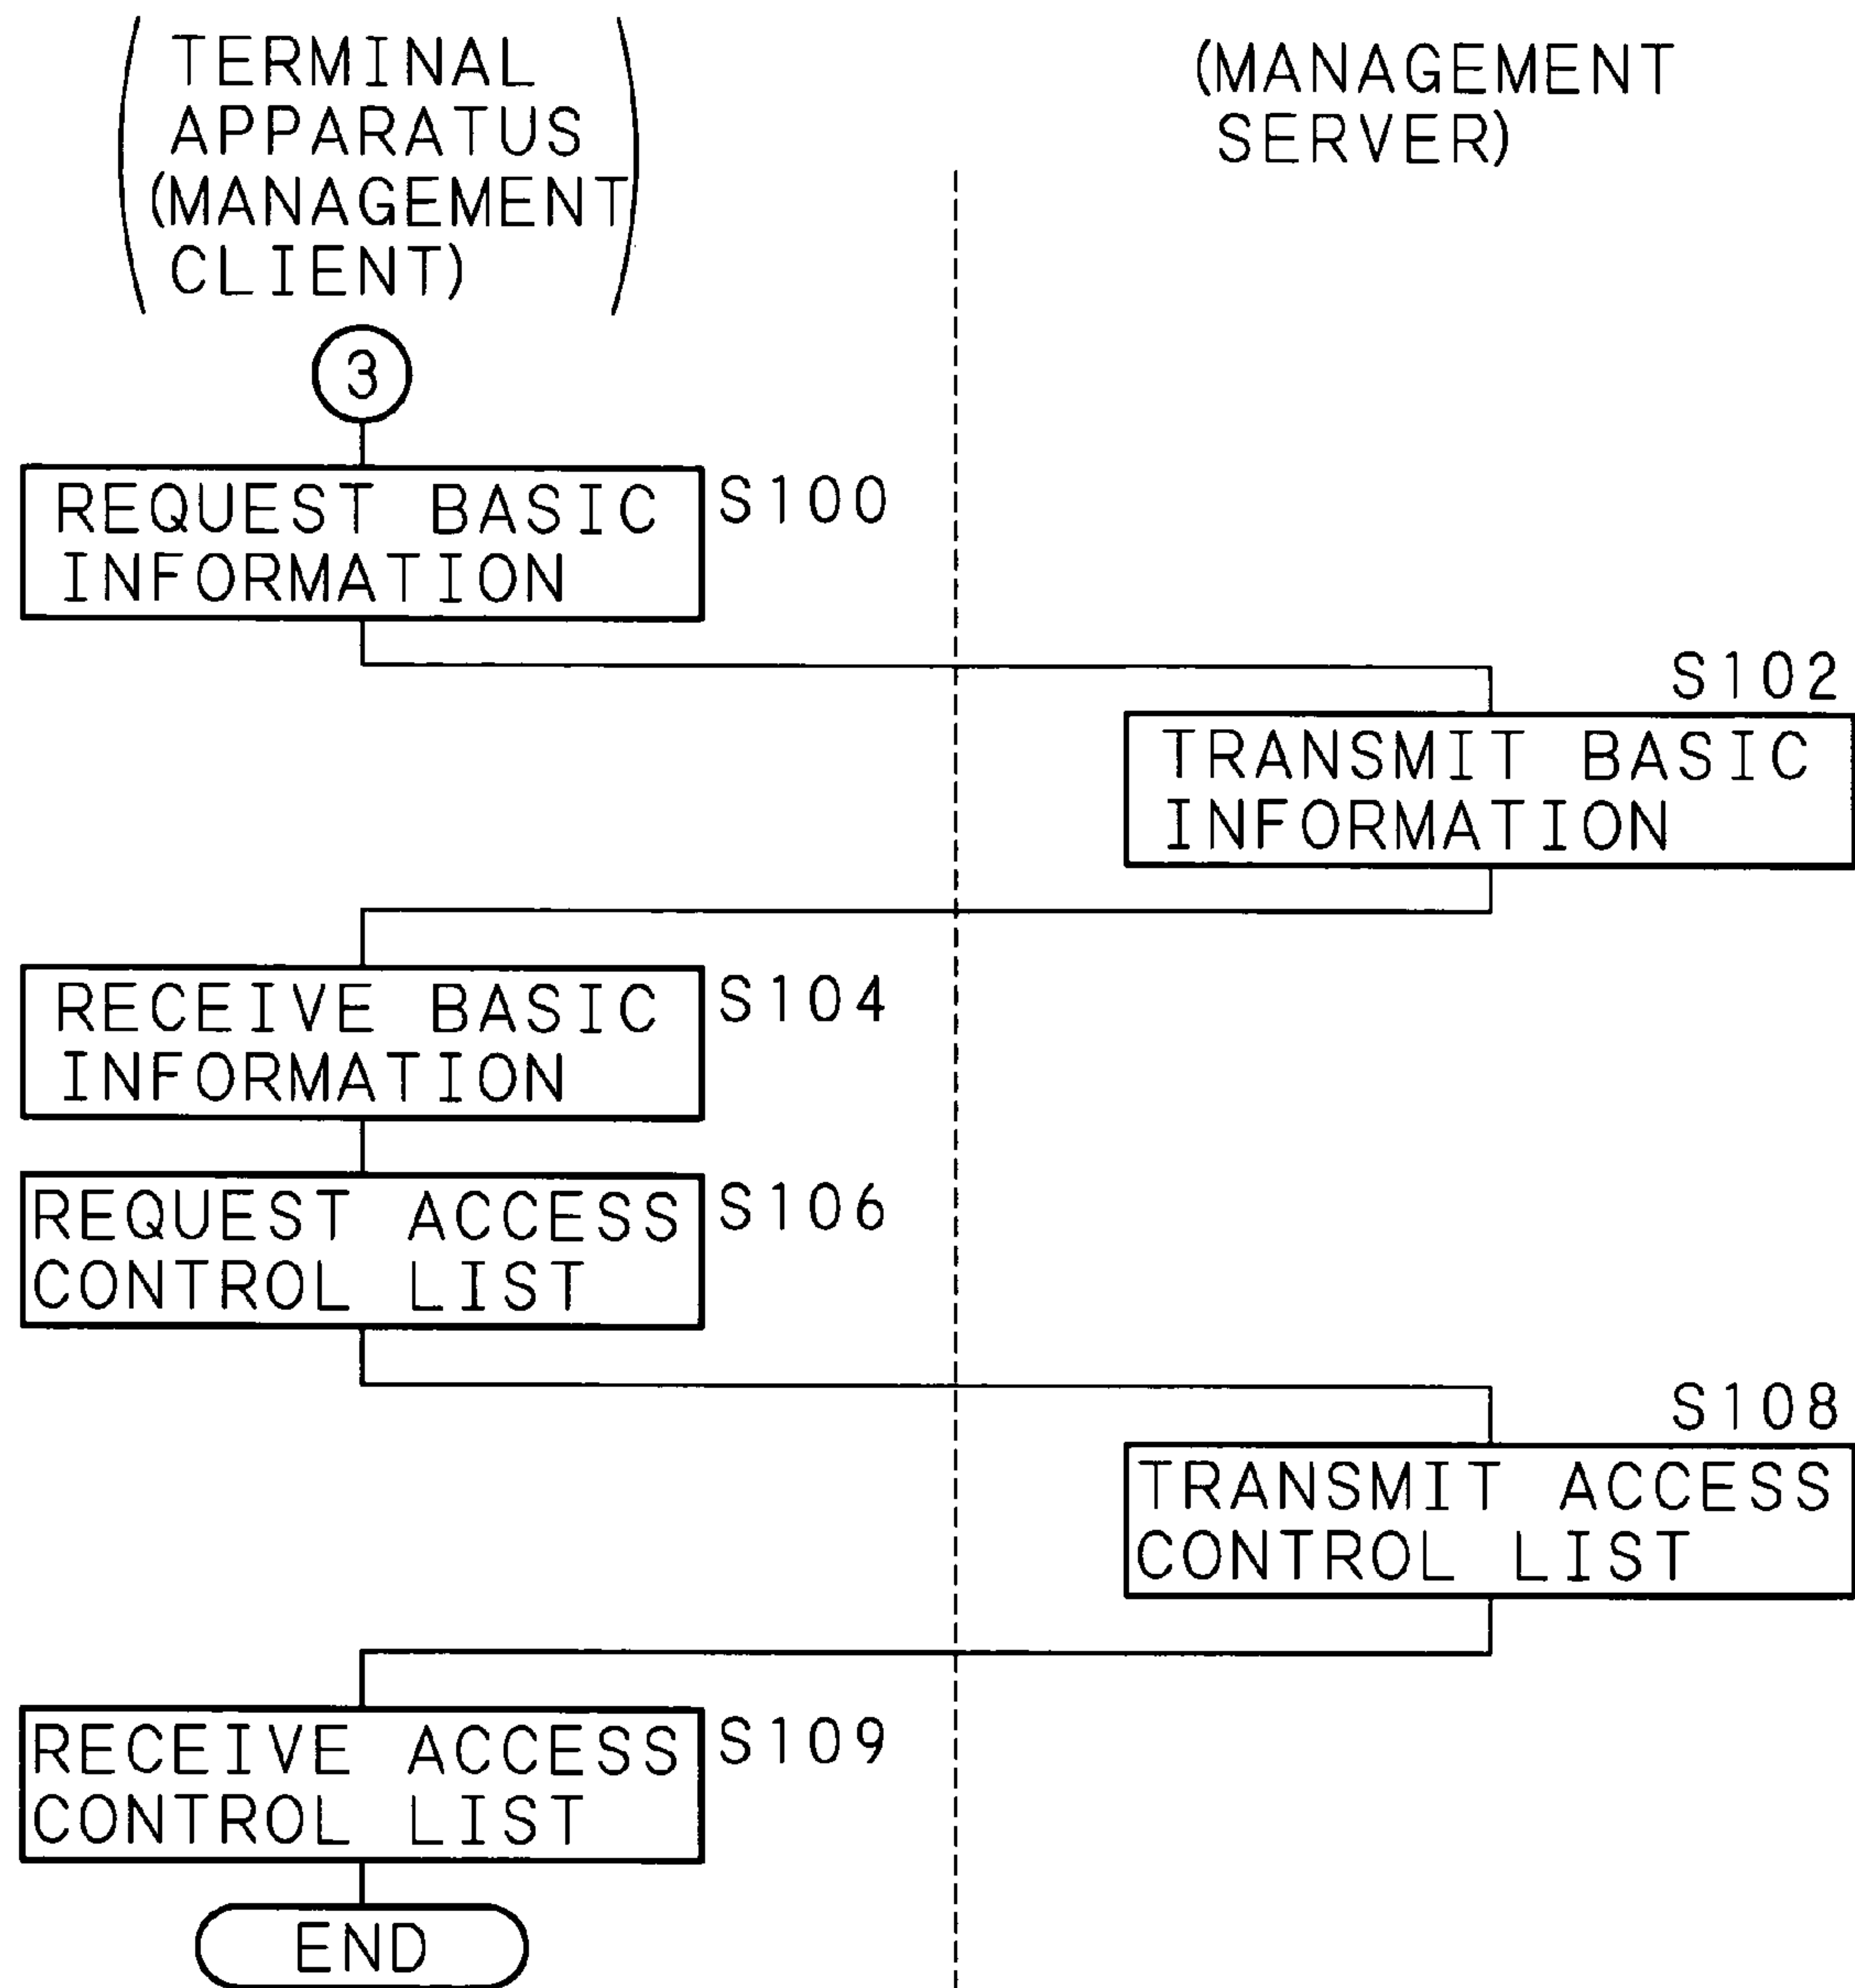 TERMINAL
APPARATUS
(MANAGEMENT
CLIENT)
(MANAGEMENT
SERVER)
3
REQUEST BASIC
INFORMATION
S100
S102
TRANSMIT BASIC
INFORMATION
RECEIVE BASIC
INFORMATION
S104
REQUEST ACCESS
CONTROL LIST
S106
S108
TRANSMIT ACCESS
CONTROL LIST
RECEIVE ACCESS
CONTROL LIST
S109
END